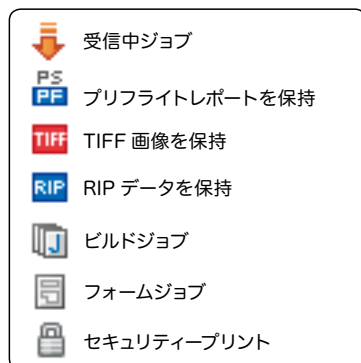 受信中ジョブ
PS
PF プリフライトレポートを保持
TIFF TIFF 画像を保持
RIP RIP データを保持
J ビルドジョブ
フォームジョブ
セキュリティープリント